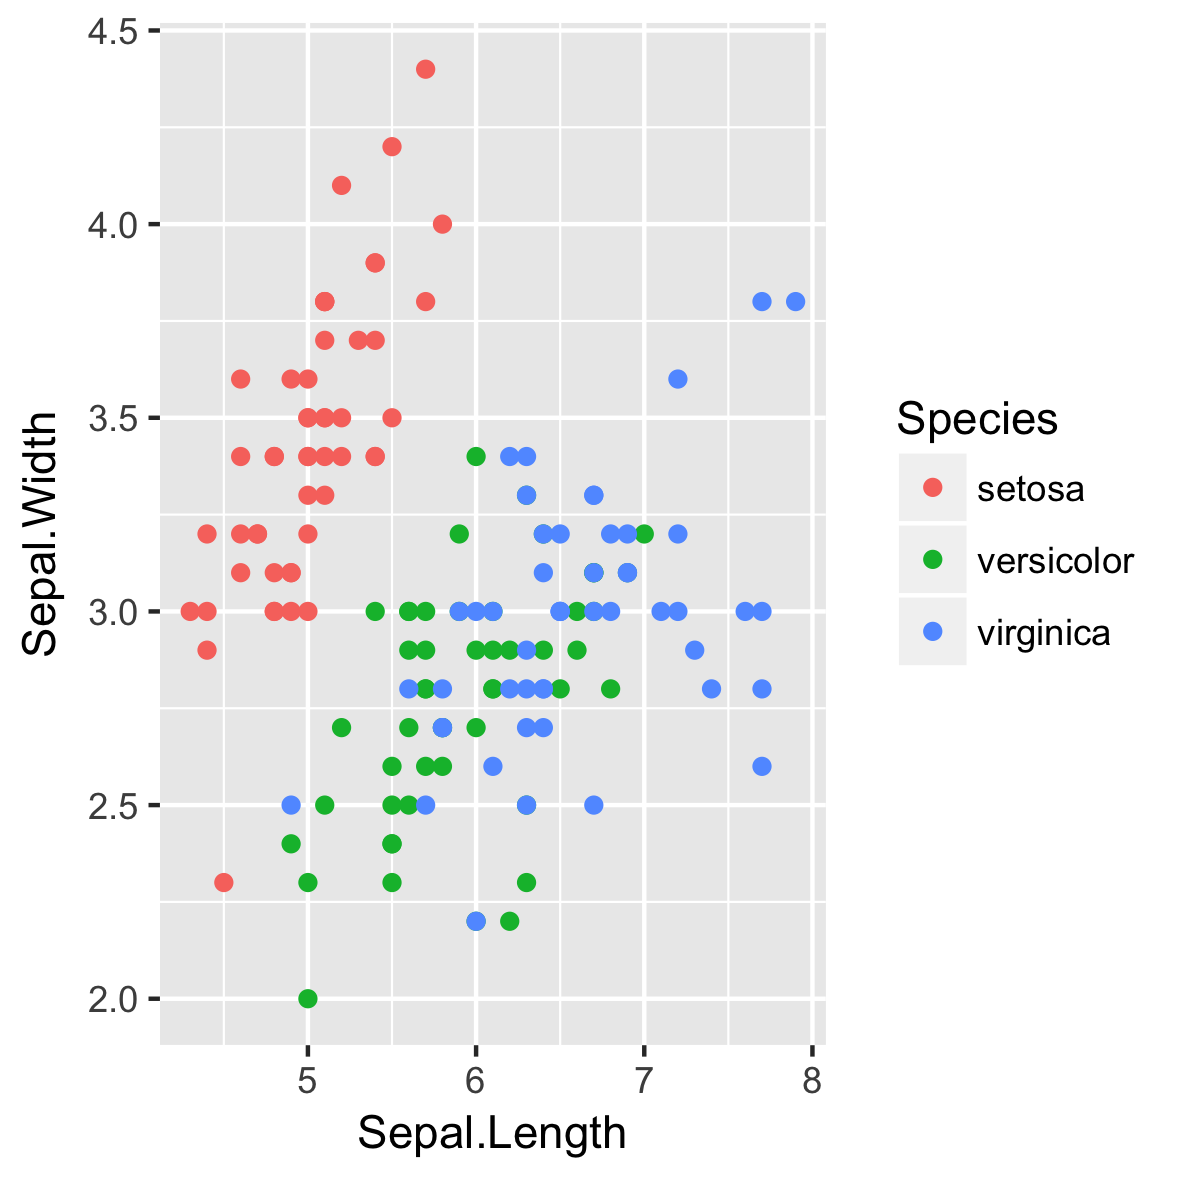 4.5
4.0
3.5
3.0
2.5
2.0
Sepal.Width
5 6 7 8
Sepal.Length
Species
setosa
versicolor
virginica